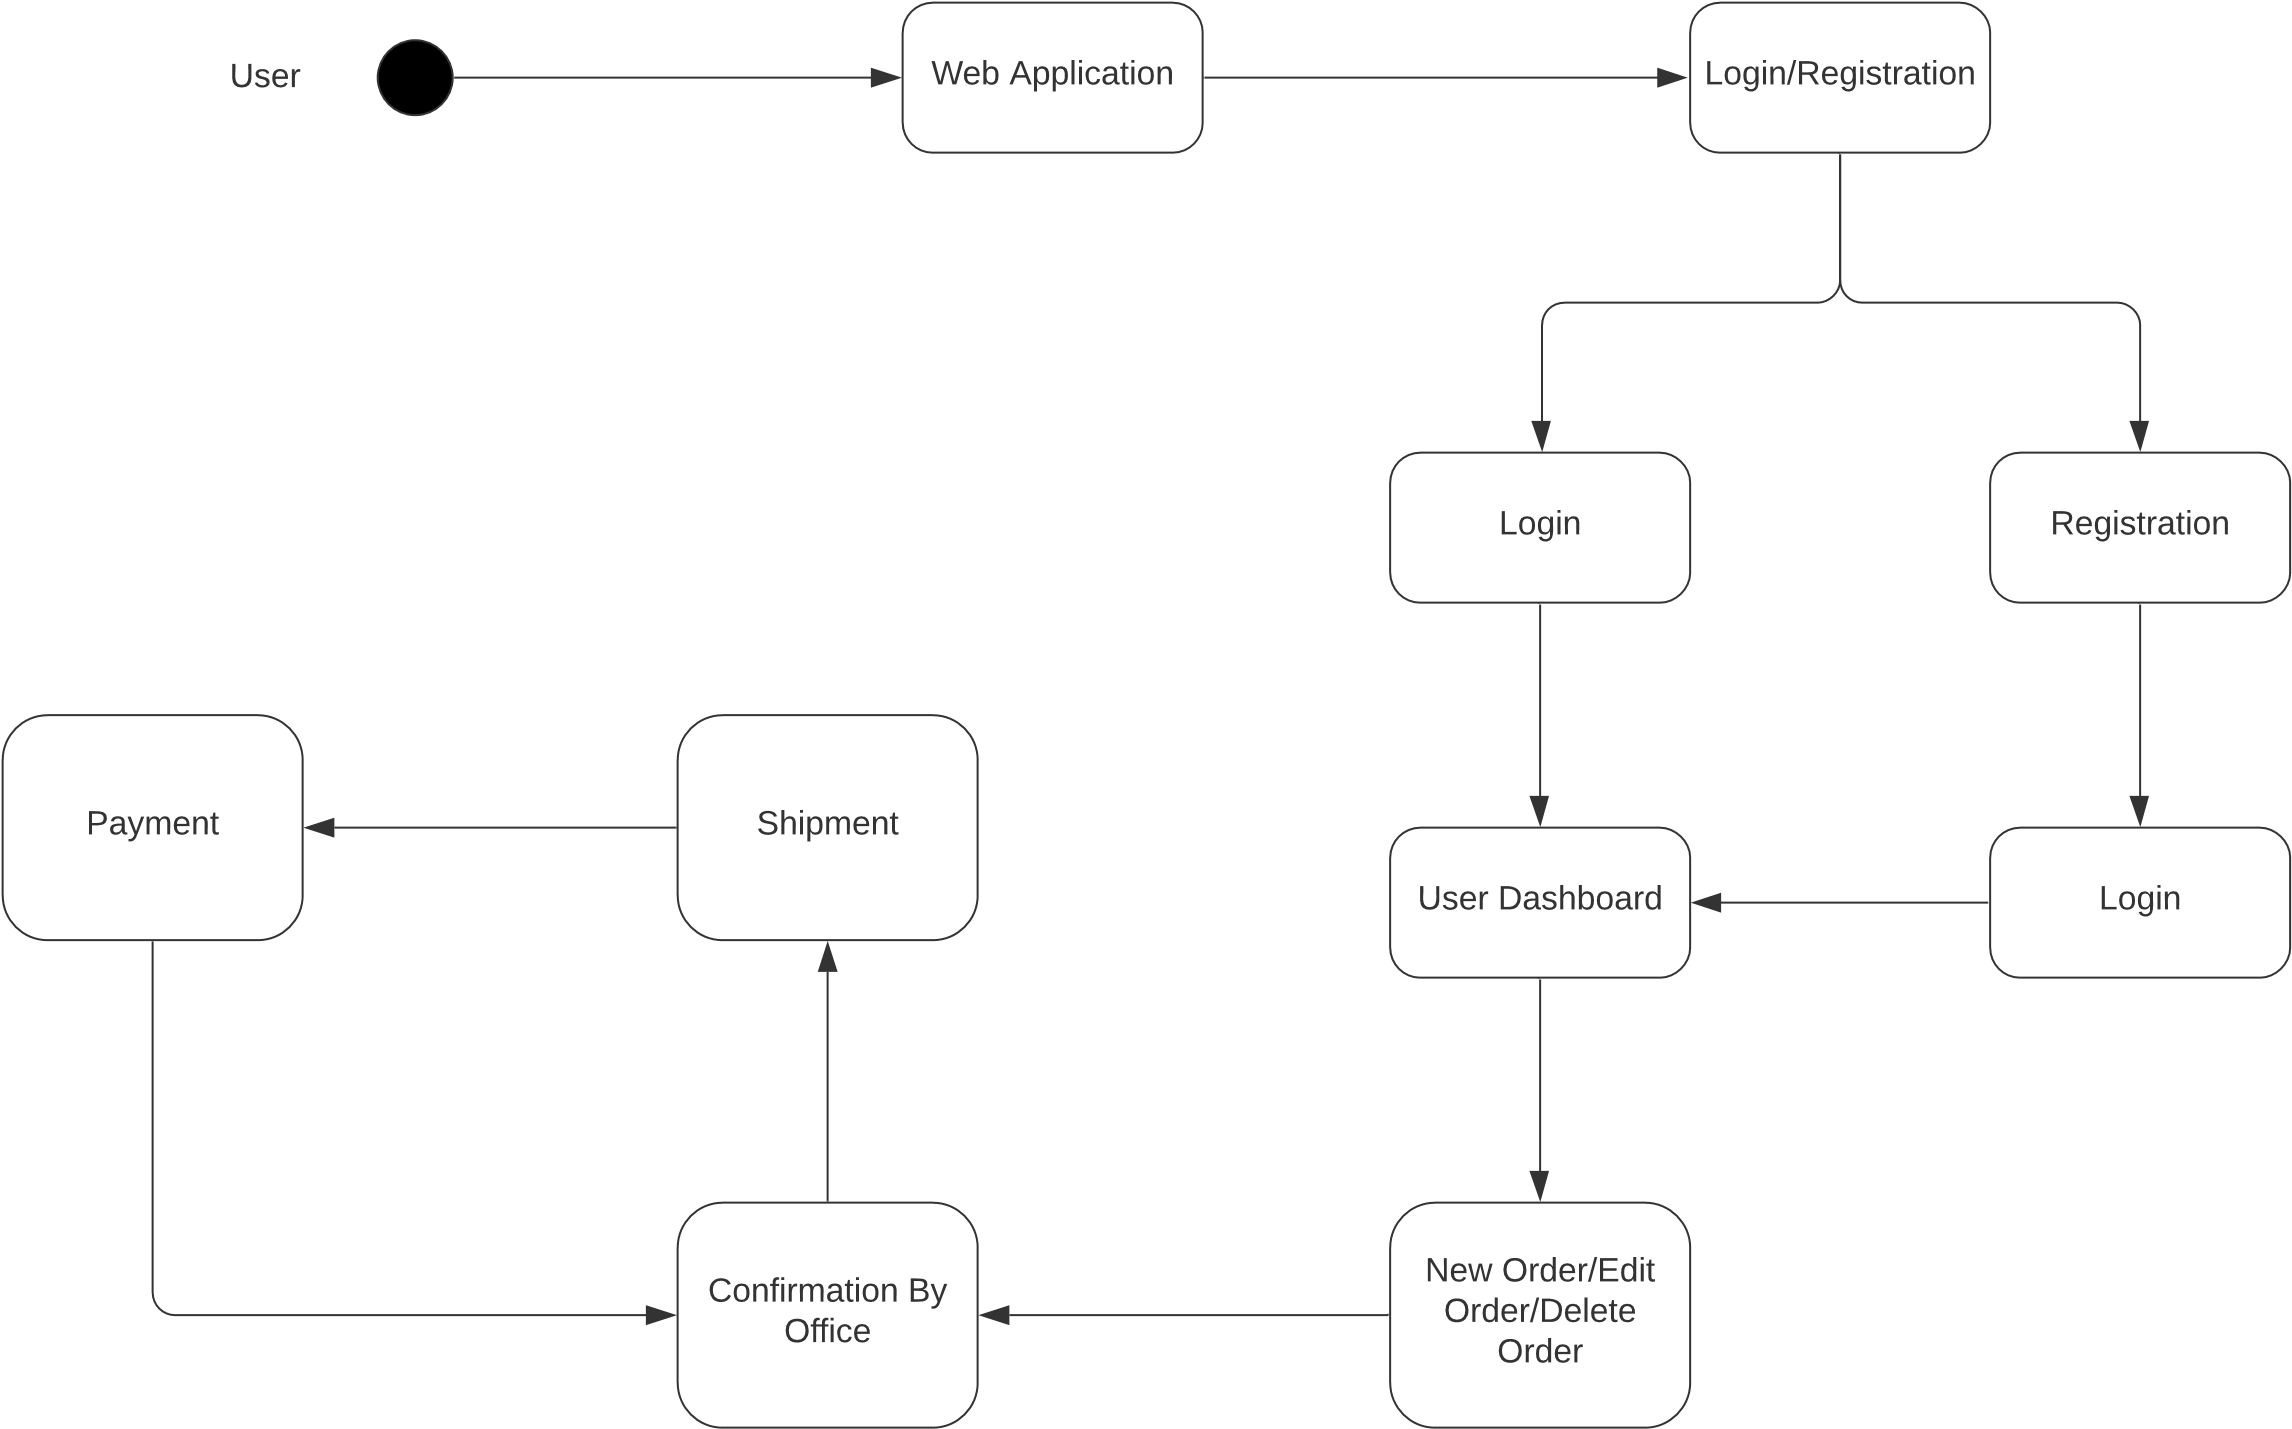 User
Web Application
Login/Registration
Login
Registration
Payment
Shipment
User Dashboard
Login
Confirmation By
Office
New Order/Edit
Order/Delete
Order